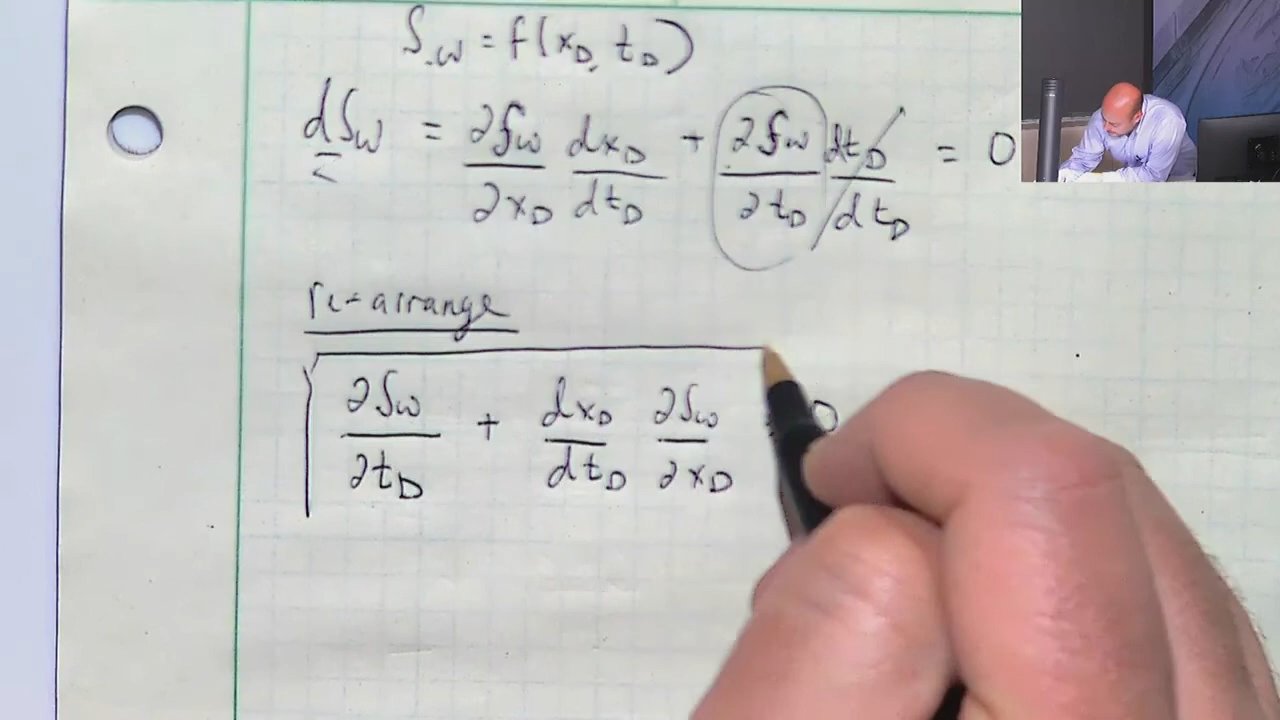 S_w = f(x_D, t_D)
dS_w = ∂S_w/∂x_D dx_D/dt_D + ∂S_w/∂t_D dt_D/dt_D = 0
re-arrange
∂S_w/∂t_D + dx_D/dt_D ∂S_w/∂x_D = 0